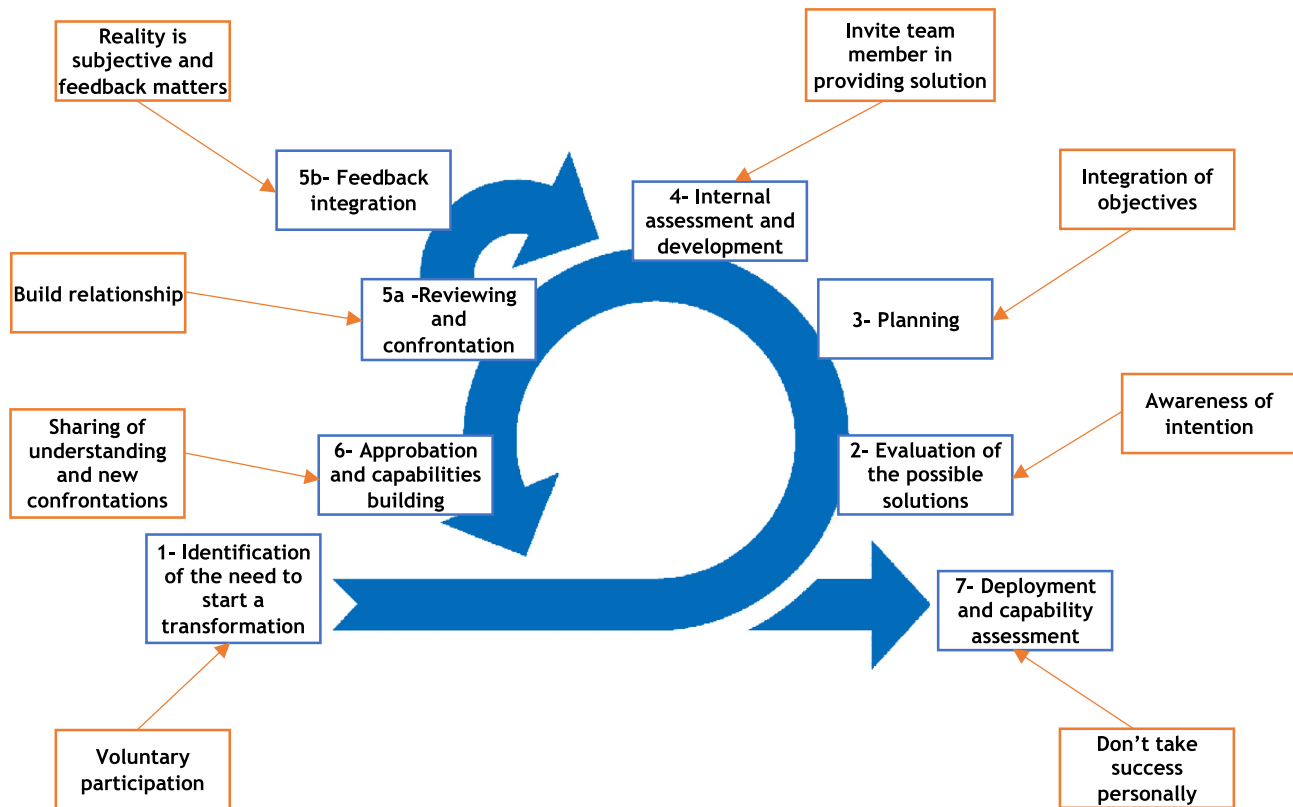 Reality is
subjective and
feedback matters
Invite team
member in
providing solution
5b- Feedback
integration
4- Internal
assessment and
development
Integration of
objectives
Build relationship
5a -Reviewing
and
confrontation
3- Planning
Sharing of
understanding
and new
confrontations
6- Approbation
and capabilities
building
2- Evaluation of
the possible
solutions
Awareness of
intention
1- Identification
of the need to
start a
transformation
7- Deployment
and capability
assessment
Voluntary
participation
Don’t take
success
personally